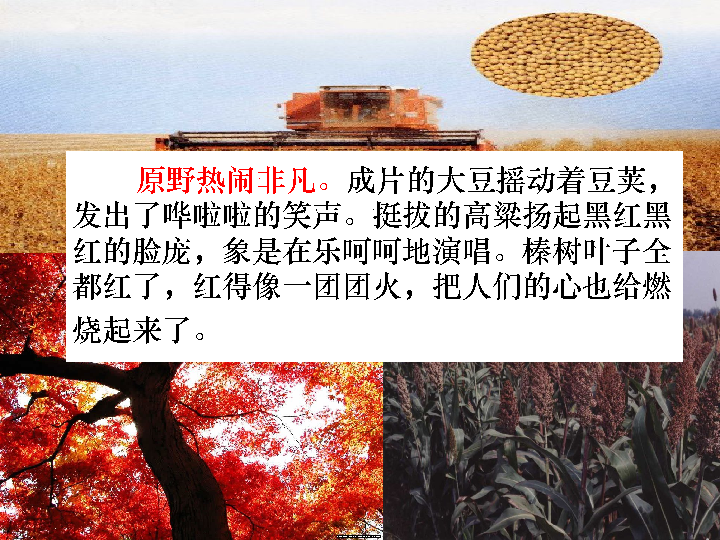 原野热闹非凡。成片的大豆摇动着豆荚，
发出了哗啦啦的笑声。挺拔的高粱扬起黑红黑
红的脸庞，象是在乐呵呵地演唱。榛树叶子仝
都红了，红得像一团团火，把人们的心也给燃
烧起来了。